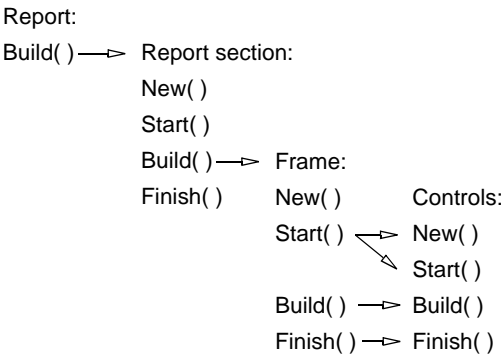 Report:
Build( ) Report section:
New( )
Start( )
Build( ) Frame:
Finish( ) New( ) Controls:
Start( ) New( )
Start( )
Build( ) Build( )
Finish( ) Finish( )